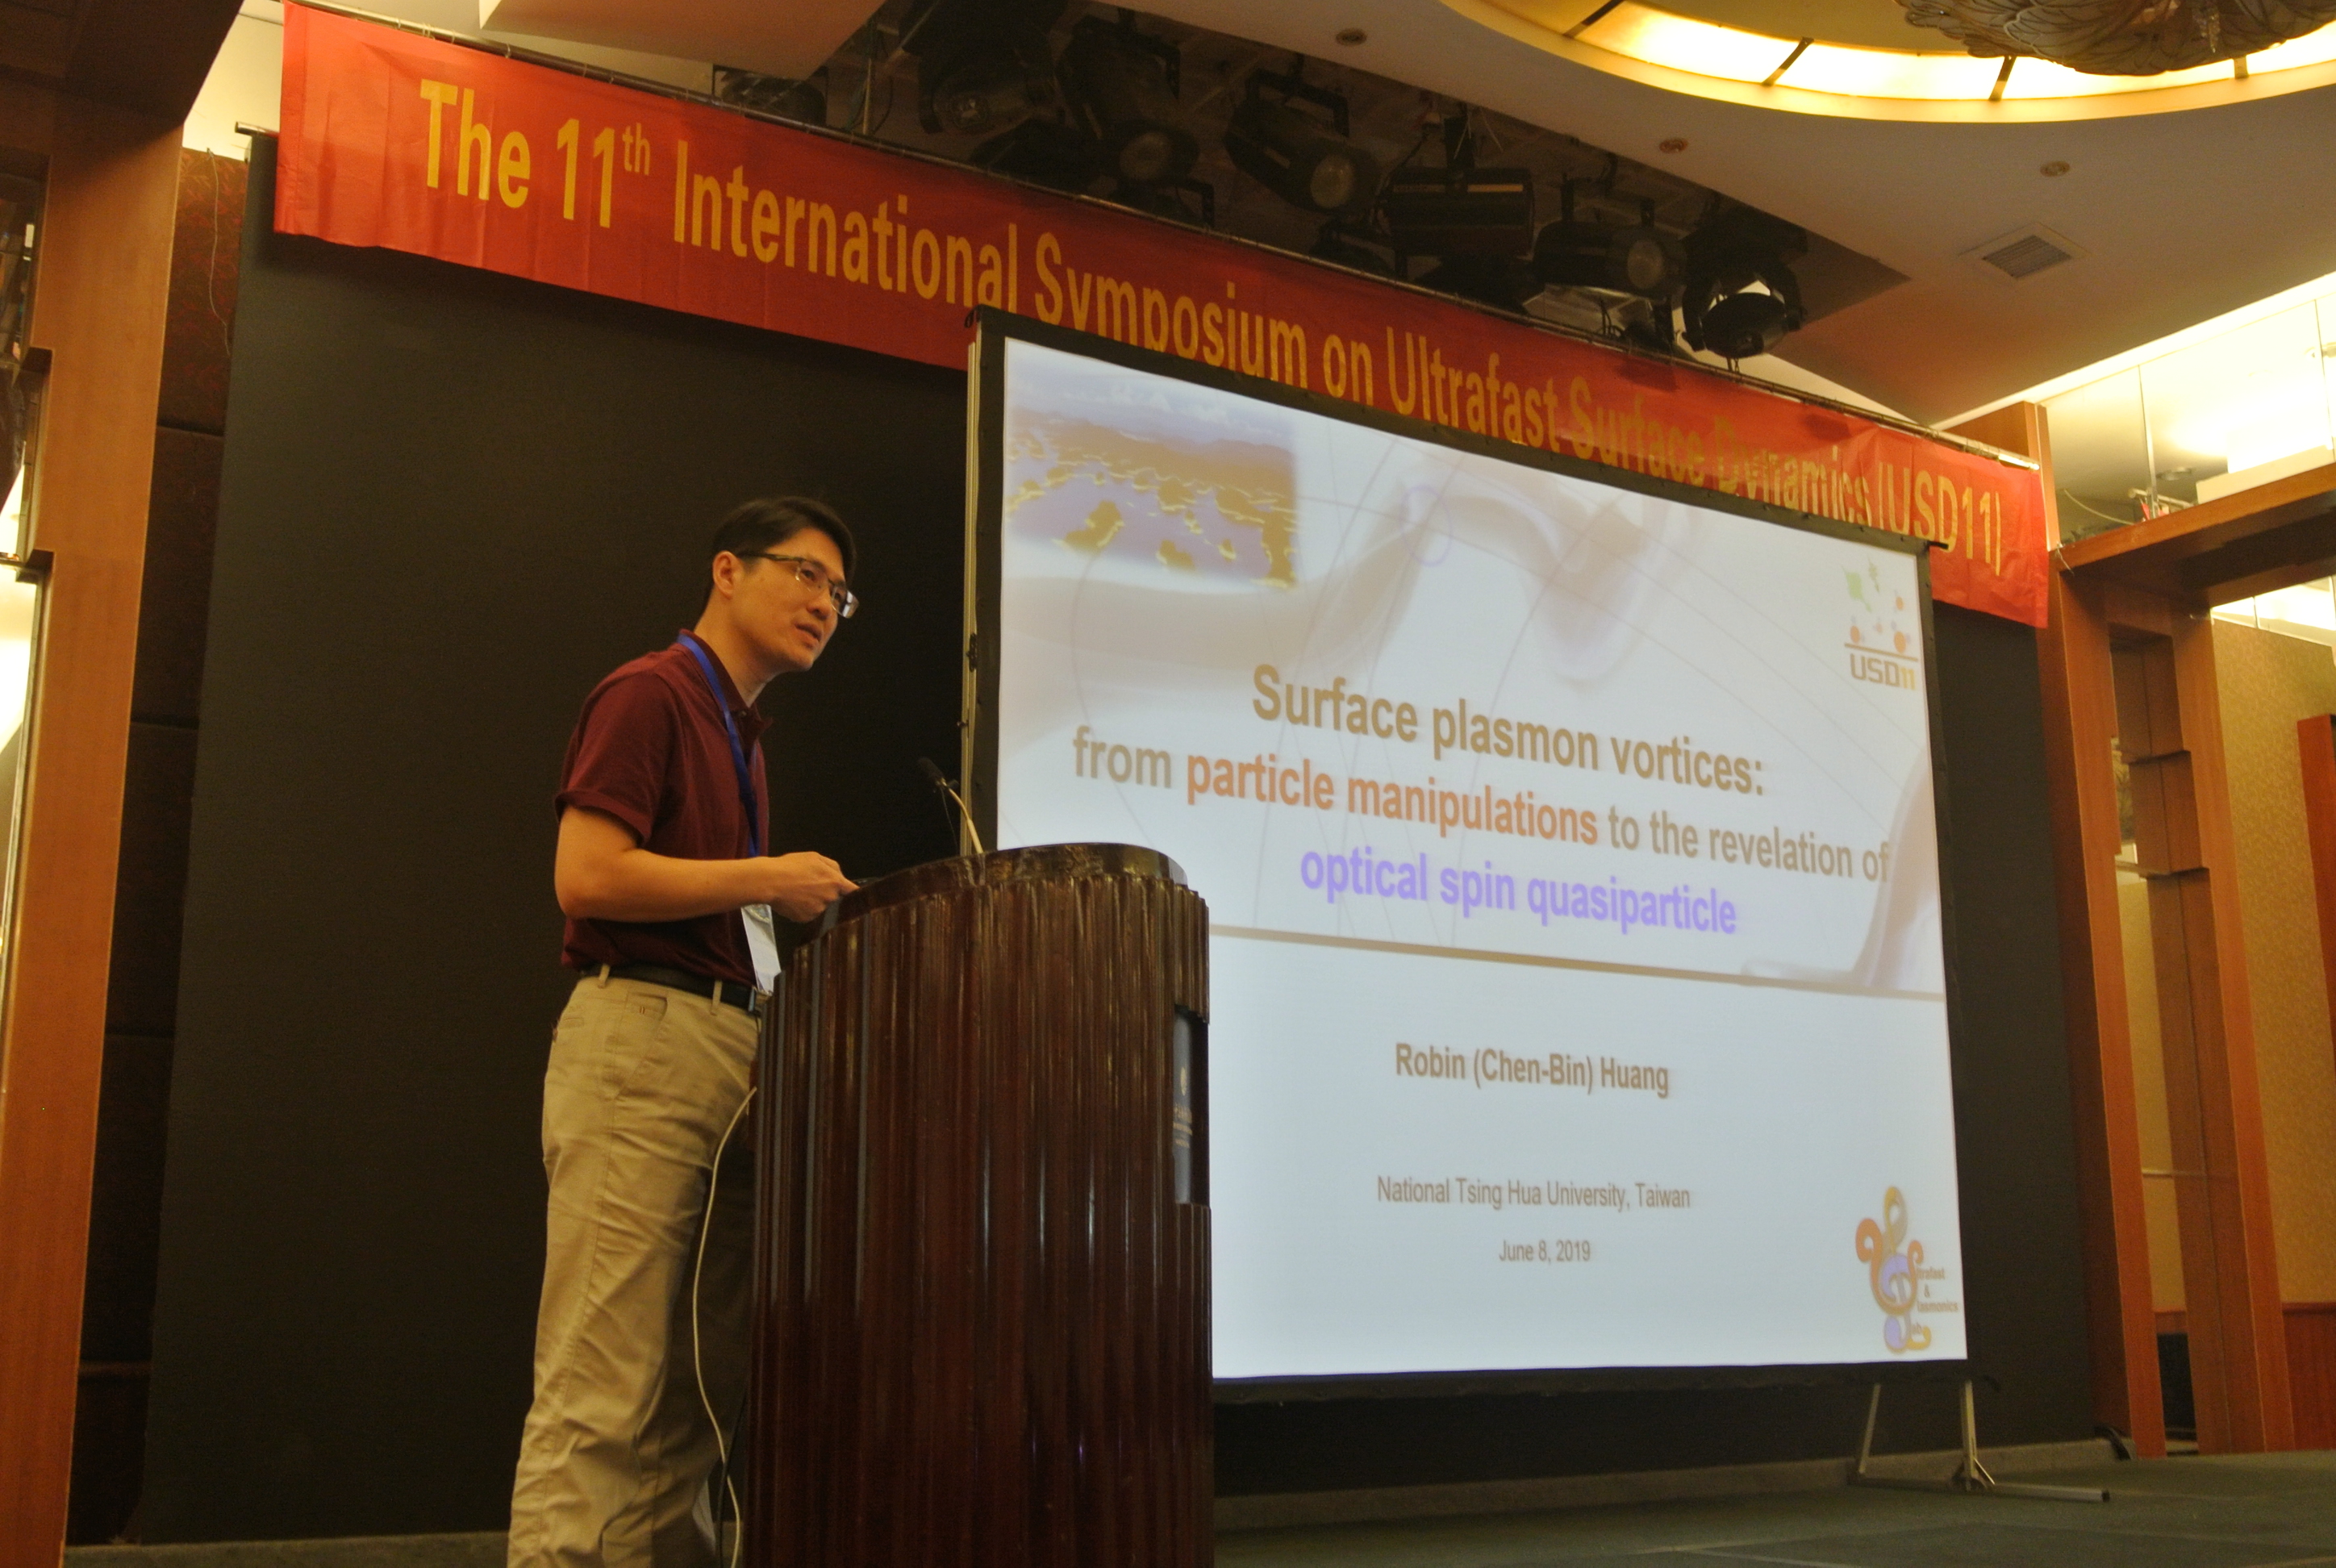 The 11th International Symposium on Ultrafast Surface Dynamics (USD11)
USD11
Surface plasmon vortices:
from particle manipulations to the revelation of
optical spin quasiparticle
Robin (Chen-Bin) Huang
National Tsing Hua University, Taiwan
June 8, 2019
&